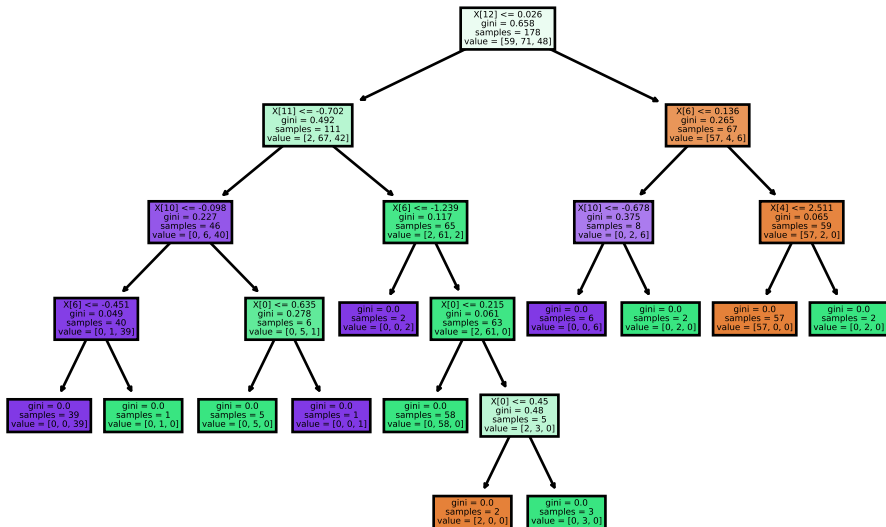 X[12] <= 0.026
gini = 0.658
samples = 178
value = [59, 71, 48]
X[11] <= -0.702
gini = 0.492
samples = 111
value = [2, 67, 42]
X[6] <= 0.136
gini = 0.265
samples = 67
value = [57, 4, 6]
X[10] <= -0.098
gini = 0.227
samples = 46
value = [0, 6, 40]
X[6] <= -1.239
gini = 0.117
samples = 65
value = [2, 61, 2]
X[10] <= -0.678
gini = 0.375
samples = 8
value = [0, 2, 6]
X[4] <= 2.511
gini = 0.065
samples = 59
value = [57, 2, 0]
X[6] <= -0.451
gini = 0.049
samples = 40
value = [0, 1, 39]
X[0] <= 0.635
gini = 0.278
samples = 6
value = [0, 5, 1]
gini = 0.0
samples = 2
value = [0, 0, 2]
X[0] <= 0.215
gini = 0.061
samples = 63
value = [2, 61, 0]
gini = 0.0
samples = 6
value = [0, 0, 6]
gini = 0.0
samples = 2
value = [0, 2, 0]
gini = 0.0
samples = 57
value = [57, 0, 0]
gini = 0.0
samples = 2
value = [0, 2, 0]
gini = 0.0
samples = 39
value = [0, 0, 39]
gini = 0.0
samples = 1
value = [0, 1, 0]
gini = 0.0
samples = 5
value = [0, 5, 0]
gini = 0.0
samples = 1
value = [0, 0, 1]
gini = 0.0
samples = 58
value = [0, 58, 0]
X[0] <= 0.45
gini = 0.48
samples = 5
value = [2, 3, 0]
gini = 0.0
samples = 2
value = [2, 0, 0]
gini = 0.0
samples = 3
value = [0, 3, 0]